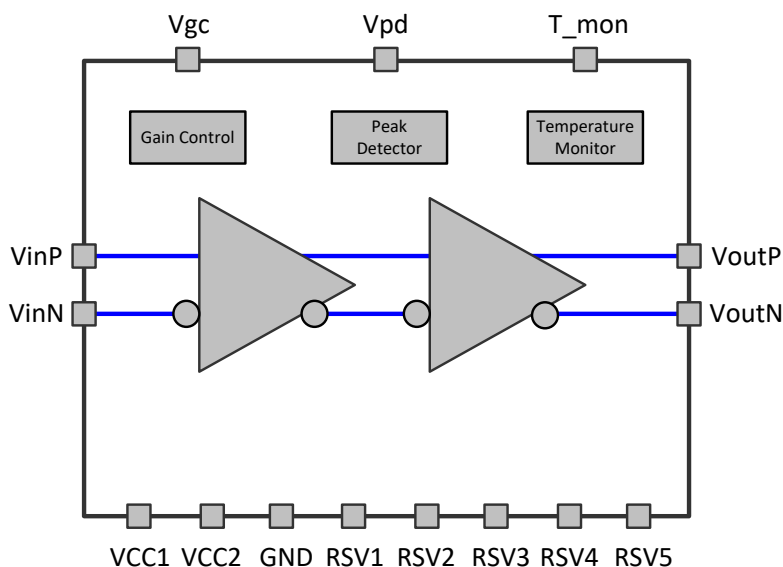 Vgc Vpd T_mon
Gain Control
Peak
Detector
Temperature
Monitor
VinP VoutP
VinN VoutN
VCC1 VCC2 GND RSV1 RSV2 RSV3 RSV4 RSV5